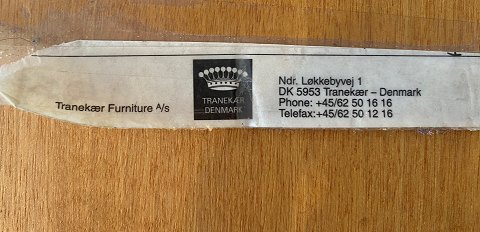 Tranekær Furniture A/s
TRANEKÆR
DENMARK
Ndr. Løkkebyvej 1
DK 5953 Tranekær – Denmark
Phone: +45/62 50 16 16
Telefax:+45/62 50 12 16